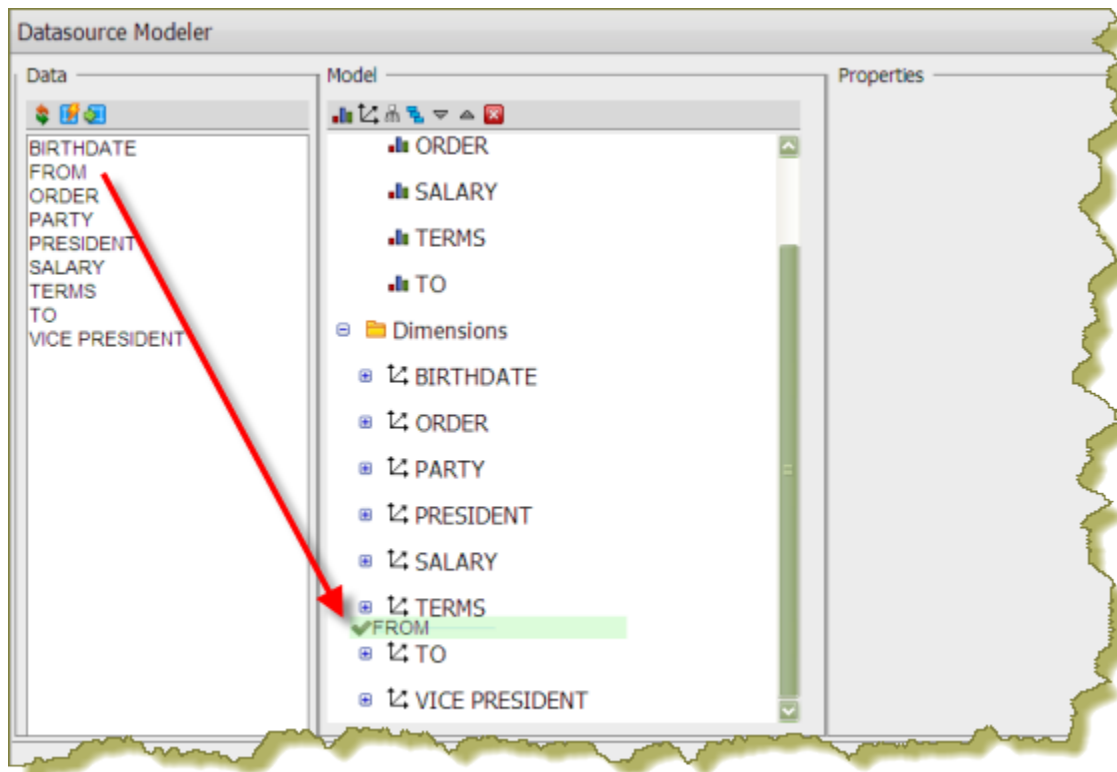 Datasource Modeler
Data
Model
Properties
BIRTHDATE
FROM
ORDER
PARTY
PRESIDENT
SALARY
TERMS
TO
VICE PRESIDENT
ORDER
SALARY
TERMS
TO
Dimensions
BIRTHDATE
ORDER
PARTY
PRESIDENT
SALARY
TERMS
FROM
TO
VICE PRESIDENT